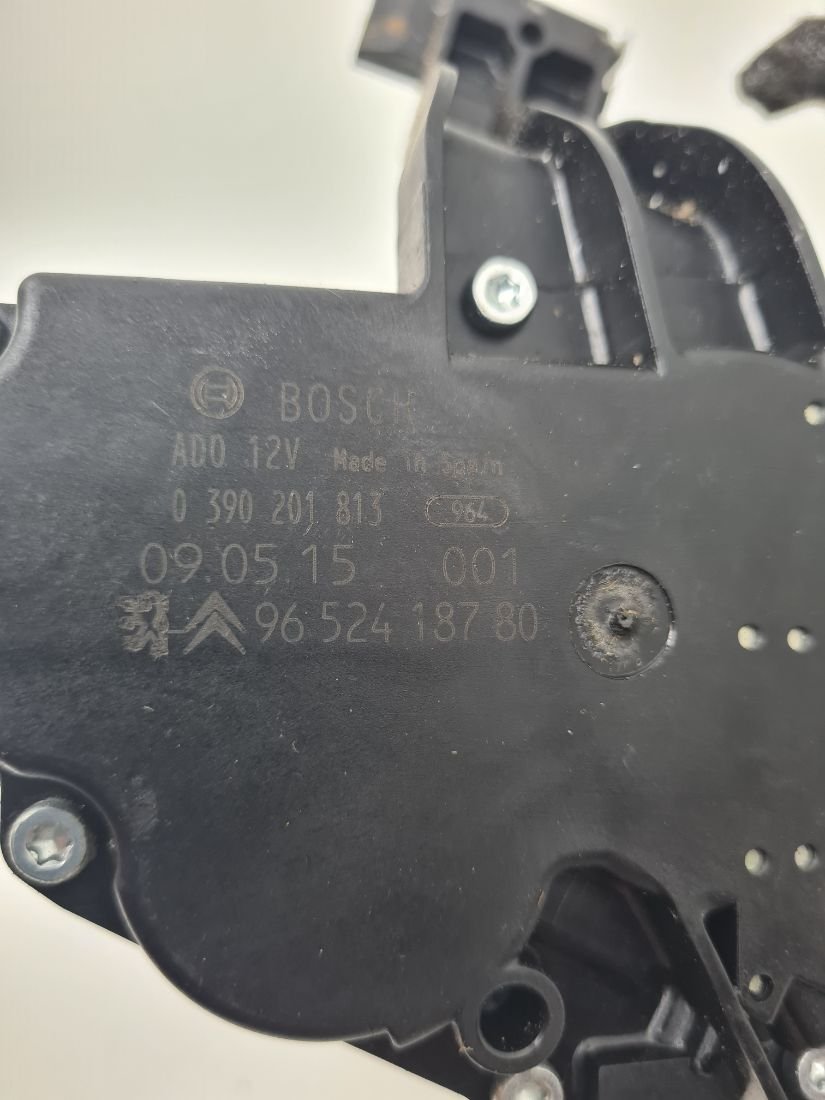 BOSCH
ADO 12V Made in Spain
0 390 201 813 964
09.05.15 001
96 524 187 80